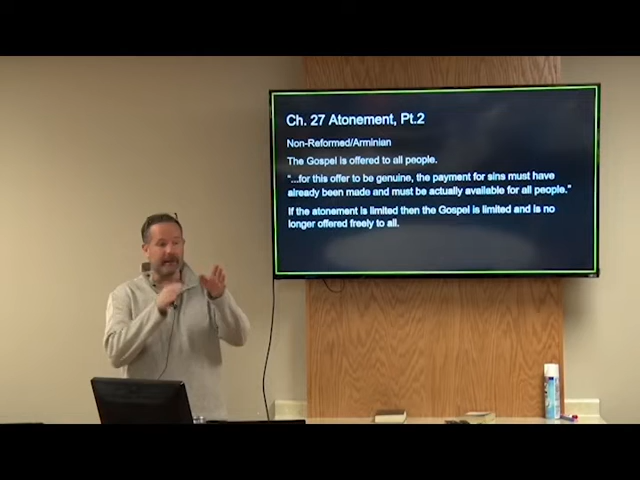 Ch. 27 Atonement, Pt.2
Non-Reformed/Arminian
The Gospel is offered to all people.
“...for this offer to be genuine, the payment for sins must have
already been made and must be actually available for all people.”
If the atonement is limited then the Gospel is limited and is no
longer offered freely to all.